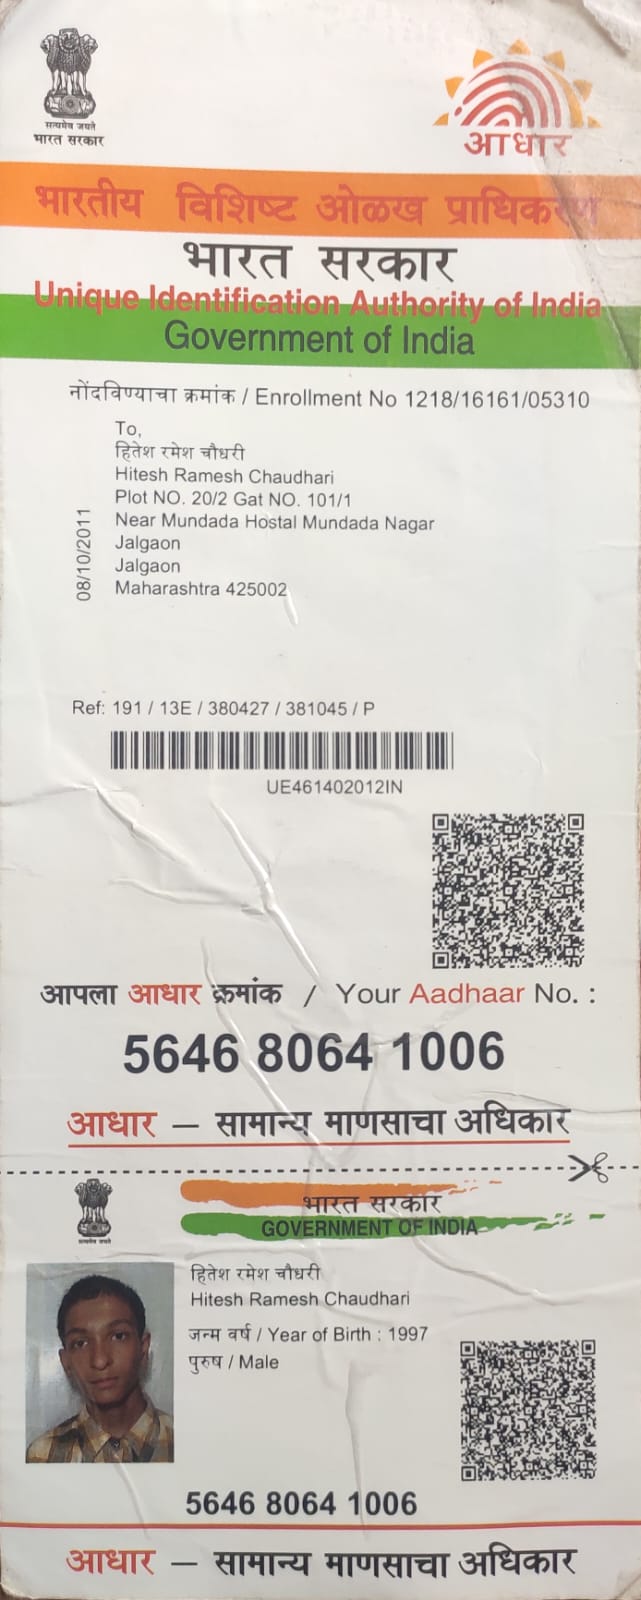 सत्यमेव जयते
भारत सरकार
आधार
भारतीय विशिष्ट ओळख प्राधिकरण
भारत सरकार
Unique Identification Authority of India
Government of India
नोंदविण्याचा क्रमांक / Enrollment No 1218/16161/05310
To,
हितेश रमेश चौधरी
Hitesh Ramesh Chaudhari
Plot NO. 20/2 Gat NO. 101/1
Near Mundada Hostal Mundada Nagar
Jalgaon
Jalgaon
Maharashtra 425002
08/10/2011
Ref: 191 / 13E / 380427 / 381045 / P
UE461402012IN
आपला आधार क्रमांक / Your Aadhaar No. :
5646 8064 1006
आधार — सामान्य माणसाचा अधिकार
भारत सरकार
GOVERNMENT OF INDIA
हितेश रमेश चौधरी
Hitesh Ramesh Chaudhari
जन्म वर्ष / Year of Birth : 1997
पुरुष / Male
5646 8064 1006
आधार — सामान्य माणसाचा अधिकार